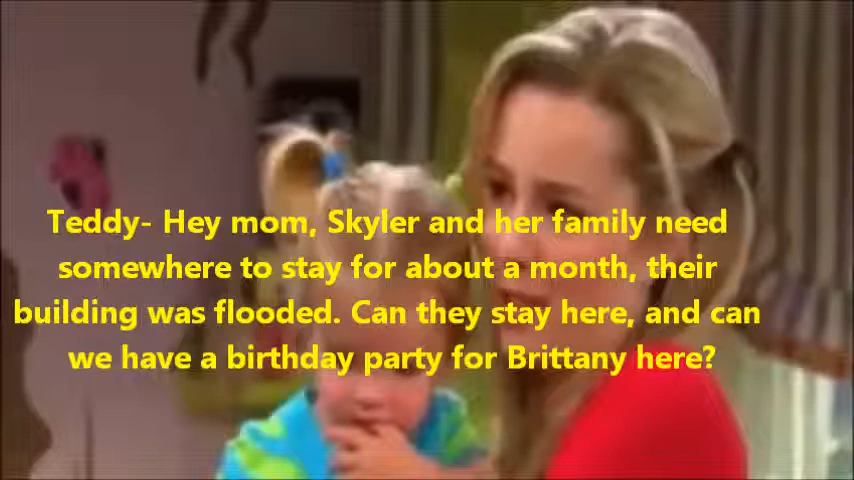 Teddy- Hey mom, Skyler and her family need
somewhere to stay for about a month, their
building was flooded. Can they stay here, and can
we have a birthday party for Brittany here?